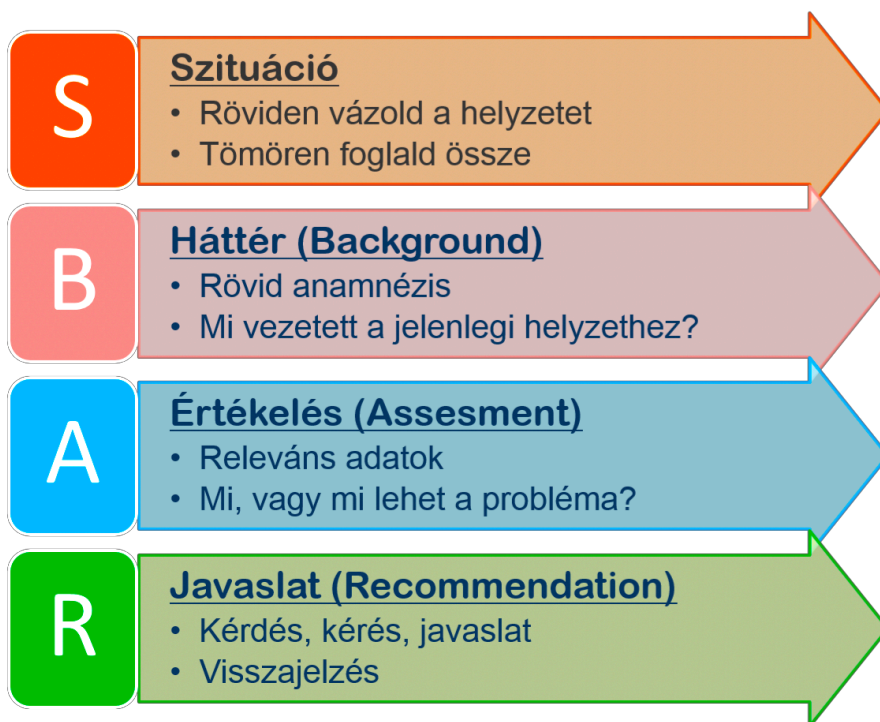 S
Szituáció
• Röviden vázold a helyzetet
• Tömören foglald össze
B
Háttér (Background)
• Rövid anamnézis
• Mi vezetett a jelenlegi helyzethez?
A
Értékelés (Assesment)
• Releváns adatok
• Mi, vagy mi lehet a probléma?
R
Javaslat (Recommendation)
• Kérdés, kérés, javaslat
• Visszajelzés